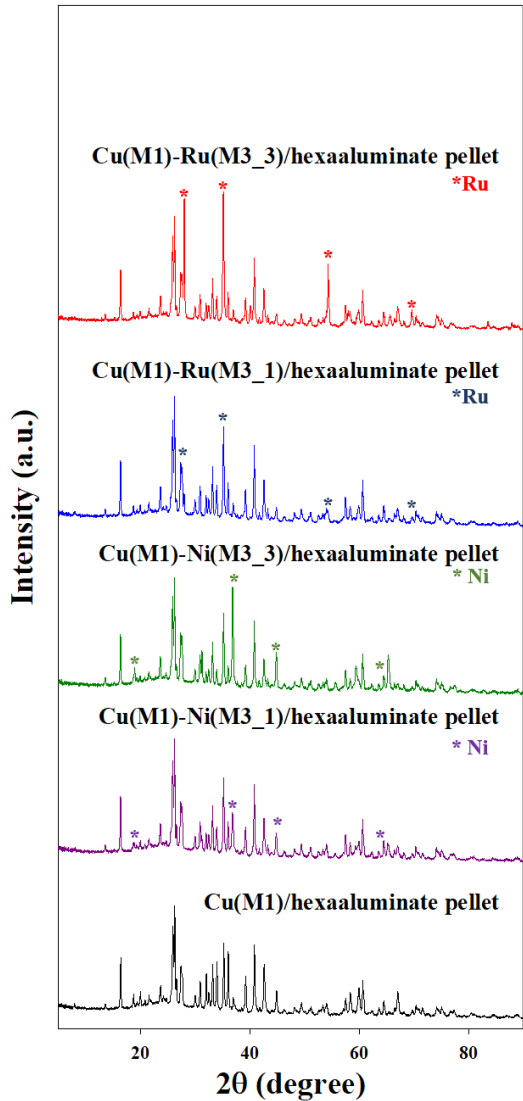 Cu(M1)-Ru(M3_3)/hexaaluminate pellet
*Ru
* * * *
Cu(M1)-Ru(M3_1)/hexaaluminate pellet
*Ru
* * * *
Cu(M1)-Ni(M3_3)/hexaaluminate pellet
* Ni
* * * *
Cu(M1)-Ni(M3_1)/hexaaluminate pellet
* Ni
* * * *
Cu(M1)/hexaaluminate pellet
Intensity (a.u.)
20 40 60 80
2θ (degree)